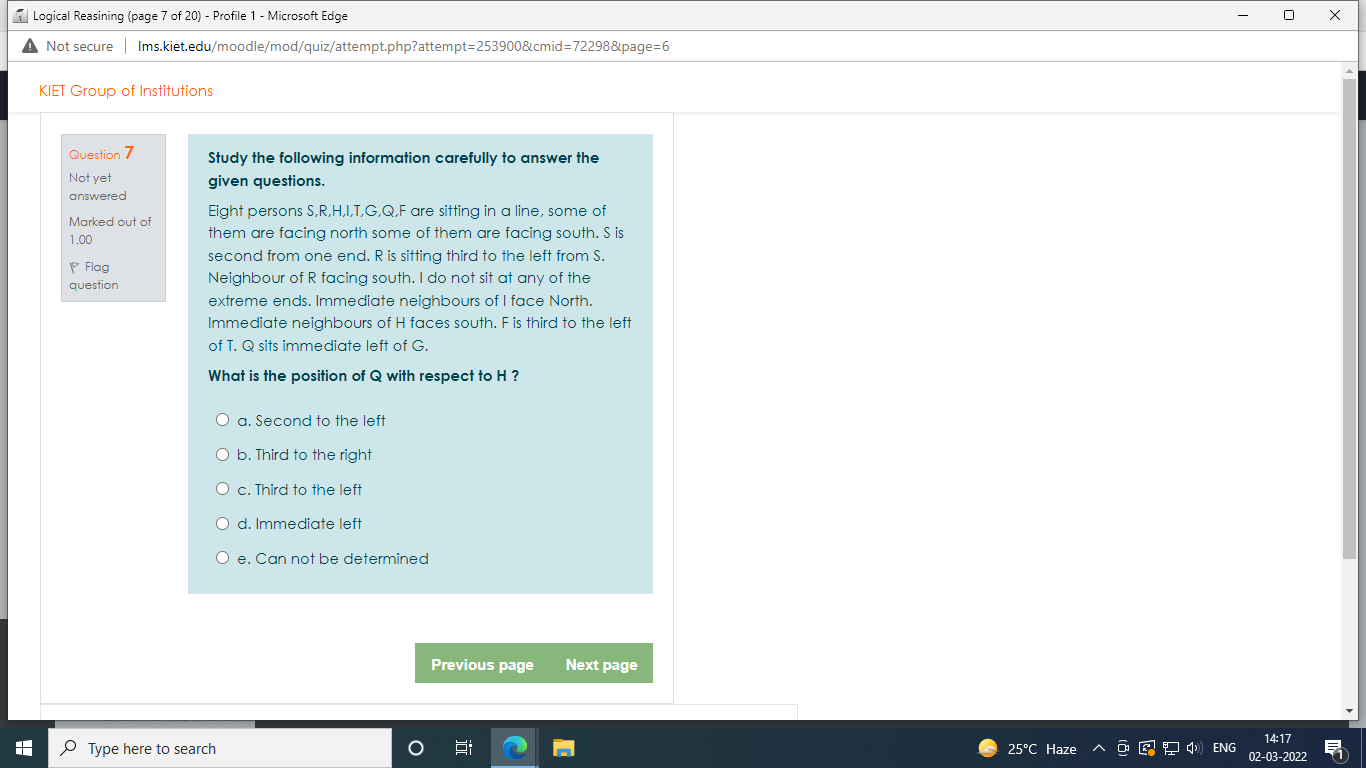 Logical Reasining (page 7 of 20) - Profile 1 - Microsoft Edge
Not secure | lms.kiet.edu/moodle/mod/quiz/attempt.php?attempt=253900&cmid=72298&page=6
KIET Group of Institutions
Question 7
Not yet
answered
Marked out of
1.00
Flag
question
Study the following information carefully to answer the
given questions.
Eight persons S,R,H,I,T,G,Q,F are sitting in a line, some of
them are facing north some of them are facing south. S is
second from one end. R is sitting third to the left from S.
Neighbour of R facing south. I do not sit at any of the
extreme ends. Immediate neighbours of I face North.
Immediate neighbours of H faces south. F is third to the left
of T. Q sits immediate left of G.
What is the position of Q with respect to H ?
a. Second to the left
b. Third to the right
c. Third to the left
d. Immediate left
e. Can not be determined
Previous page Next page
Type here to search
25°C Haze
ENG
14:17
02-03-2022
1